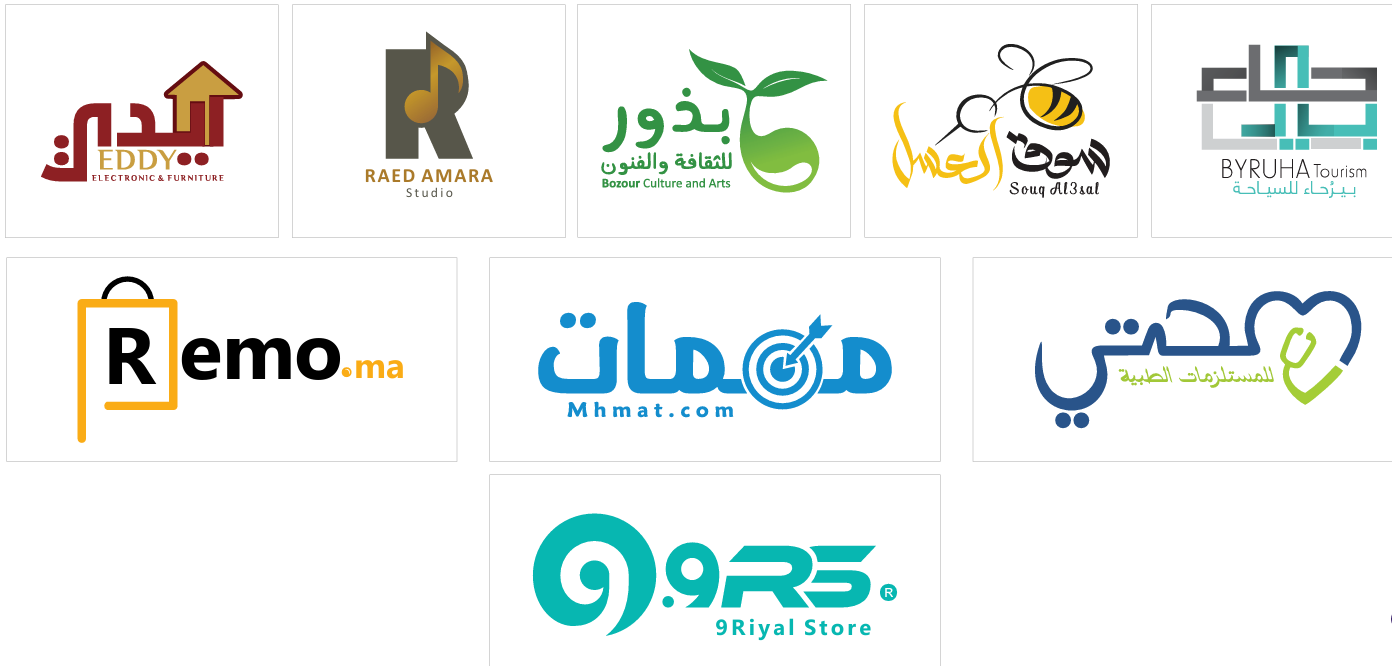 إيدي
EDDY
ELECTRONIC & FURNITURE
R
RAED AMARA
Studio
بذور
للثقافة والفنون
Bozour Culture and Arts
سوق العسل
Souq Al3sal
بيرحاء
BYRUHA Tourism
بيرُحاء للسياحة
Remo.ma
مهمات
Mhmat.com
صحتي
للمستلزمات الطبية
9.9RS ®
9Riyal Store